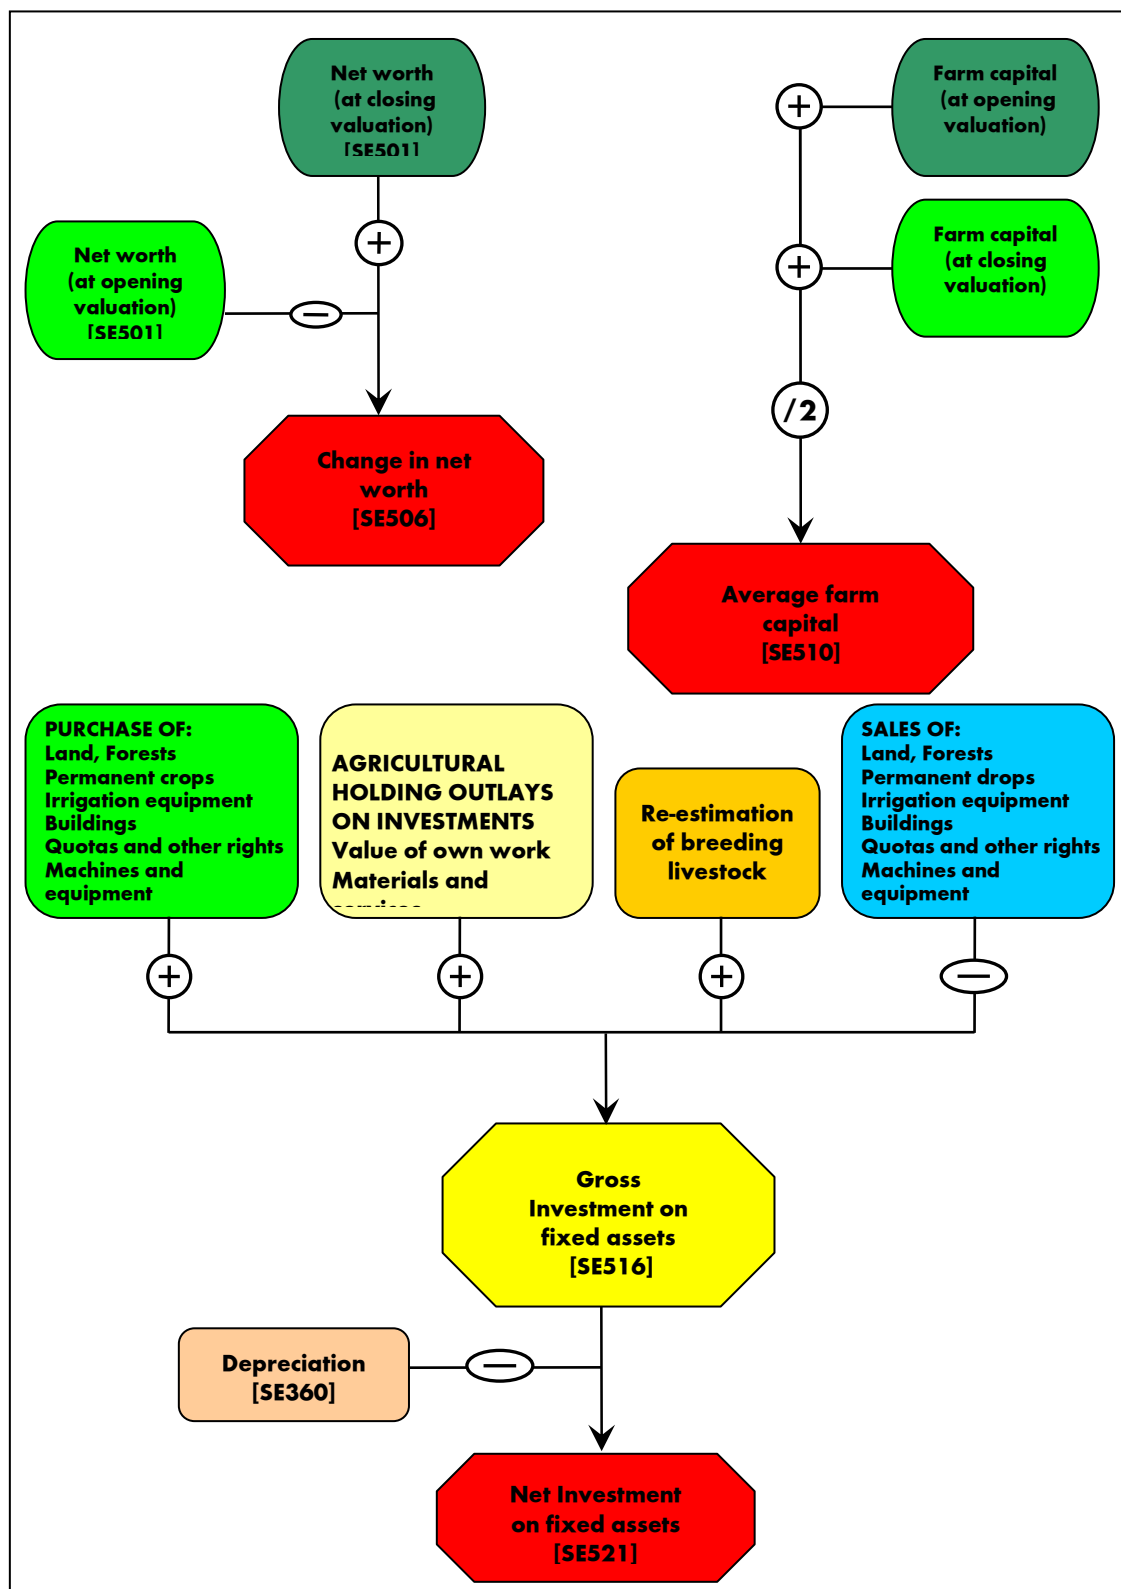 Net worth
(at closing
valuation)
[SE501]
+
Net worth
(at opening
valuation)
[SE501]
—
Change in net
worth
[SE506]
Farm capital
(at opening
valuation)
+
Farm capital
(at closing
valuation)
+
/2
Average farm
capital
[SE510]
PURCHASE OF:
Land, Forests
Permanent crops
Irrigation equipment
Buildings
Quotas and other rights
Machines and
equipment
AGRICULTURAL
HOLDING OUTLAYS
ON INVESTMENTS
Value of own work
Materials and
services
Re-estimation
of breeding
livestock
SALES OF:
Land, Forests
Permanent drops
Irrigation equipment
Buildings
Quotas and other rights
Machines and
equipment
+
+
+
—
Gross
Investment on
fixed assets
[SE516]
Depreciation
[SE360]
—
Net Investment
on fixed assets
[SE521]